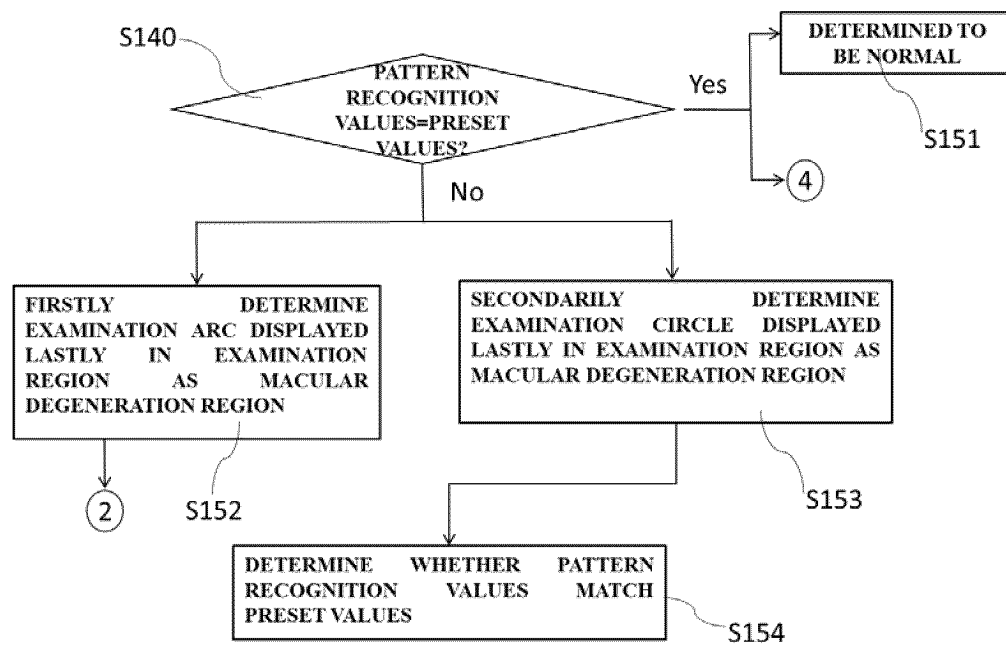 S140
PATTERN
RECOGNITION
VALUES=PRESET
VALUES?
Yes
DETERMINED TO
BE NORMAL
S151
4
No
FIRSTLY DETERMINE
EXAMINATION ARC DISPLAYED
LASTLY IN EXAMINATION
REGION AS MACULAR
DEGENERATION REGION
S152
2
SECONDARILY DETERMINE
EXAMINATION CIRCLE DISPLAYED
LASTLY IN EXAMINATION REGION AS
MACULAR DEGENERATION REGION
S153
DETERMINE WHETHER PATTERN
RECOGNITION VALUES MATCH
PRESET VALUES
S154